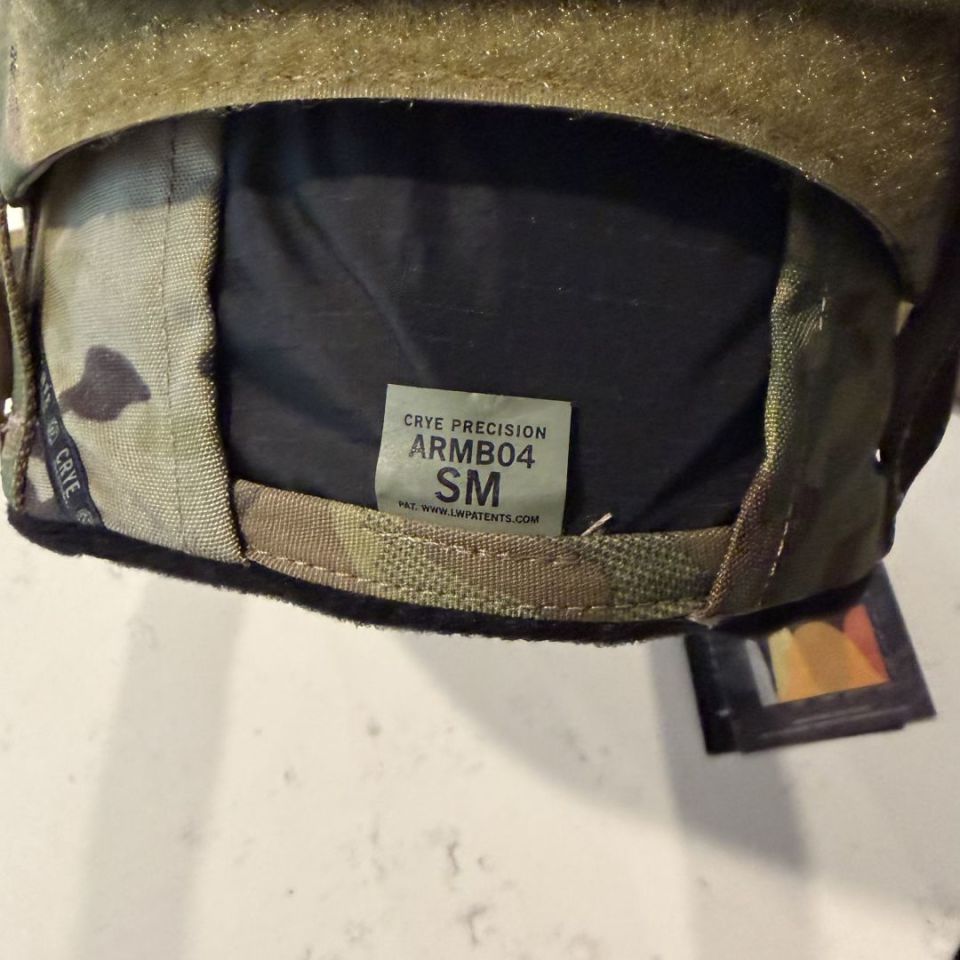 CRYE PRECISION
ARMB04
SM
PAT. WWW.LWPATENTS.COM
CRYE